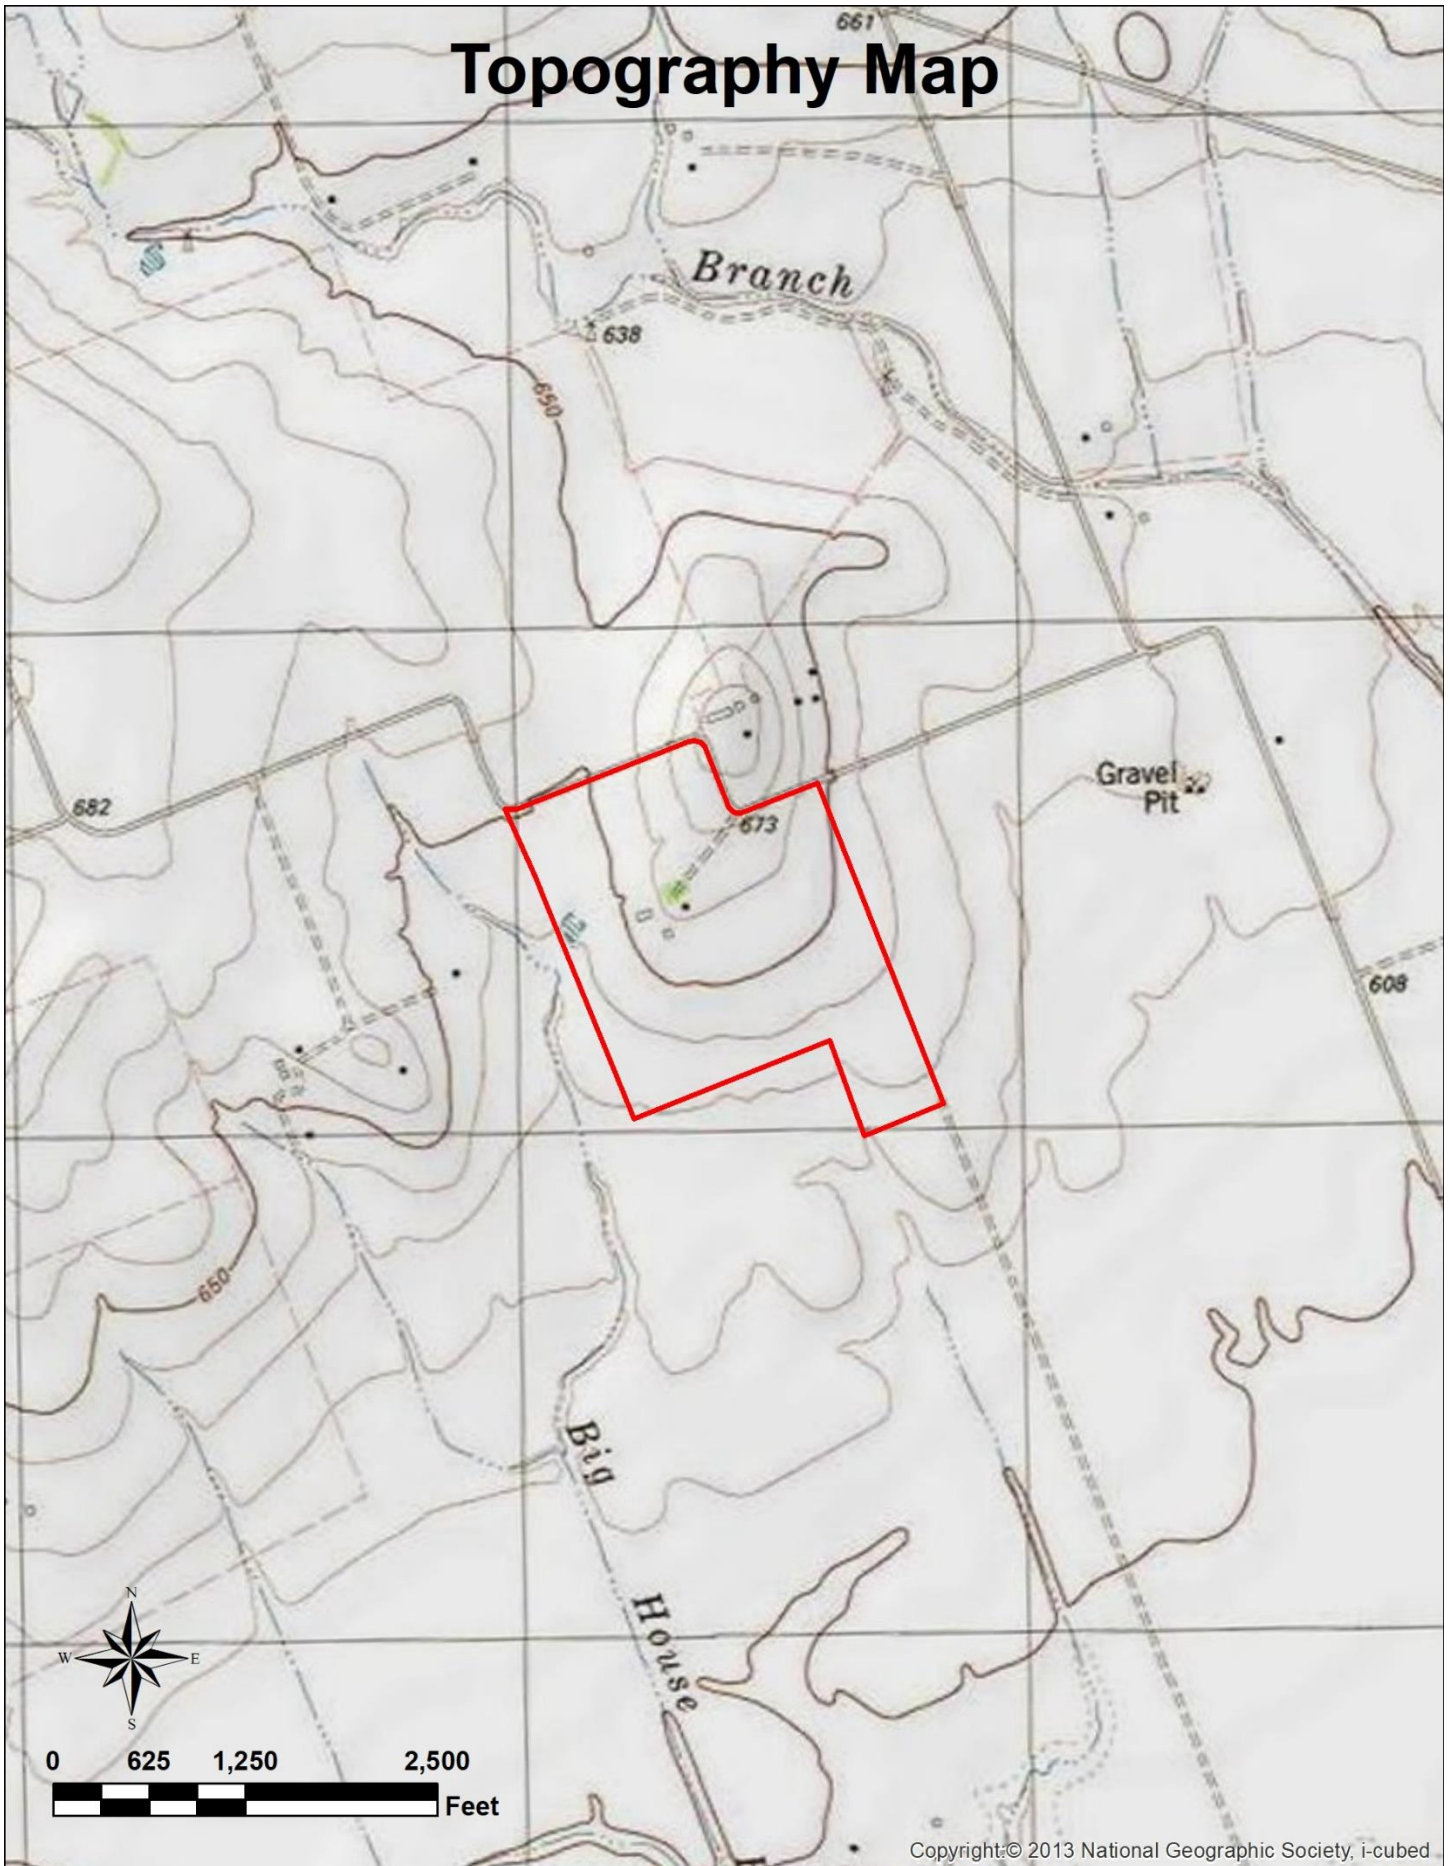 661
Topography Map
Branch
638
650
Gravel
Pit
682
673
608
650
Big
House
N
W
E
S
0 625 1,250 2,500
Feet
Copyright:© 2013 National Geographic Society, i-cubed